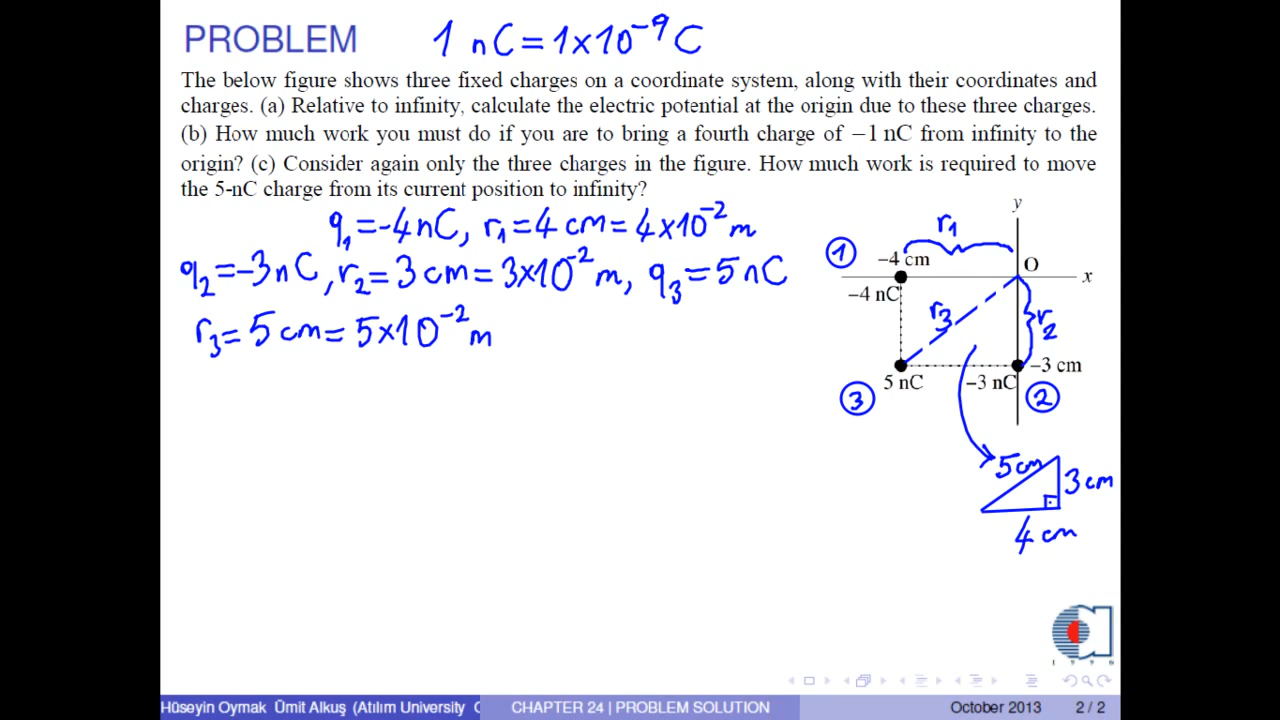 PROBLEM
1 nC = 1×10⁻⁹ C
The below figure shows three fixed charges on a coordinate system, along with their coordinates and
charges. (a) Relative to infinity, calculate the electric potential at the origin due to these three charges.
(b) How much work you must do if you are to bring a fourth charge of −1 nC from infinity to the
origin? (c) Consider again only the three charges in the figure. How much work is required to move
the 5-nC charge from its current position to infinity?
q₁ = -4 nC, r₁ = 4 cm = 4×10⁻² m
q₂ = -3 nC, r₂ = 3 cm = 3×10⁻² m, q₃ = 5 nC
r₃ = 5 cm = 5×10⁻² m
y
r₁
①
−4 cm
O
x
−4 nC
r₃
r₂
−3 cm
5 nC
−3 nC
③
②
5 cm
3 cm
4 cm
1 9 9 6
Hüseyin Oymak Ümit Alkuş (Atılım University
CHAPTER 24 | PROBLEM SOLUTION
October 2013
2 / 2